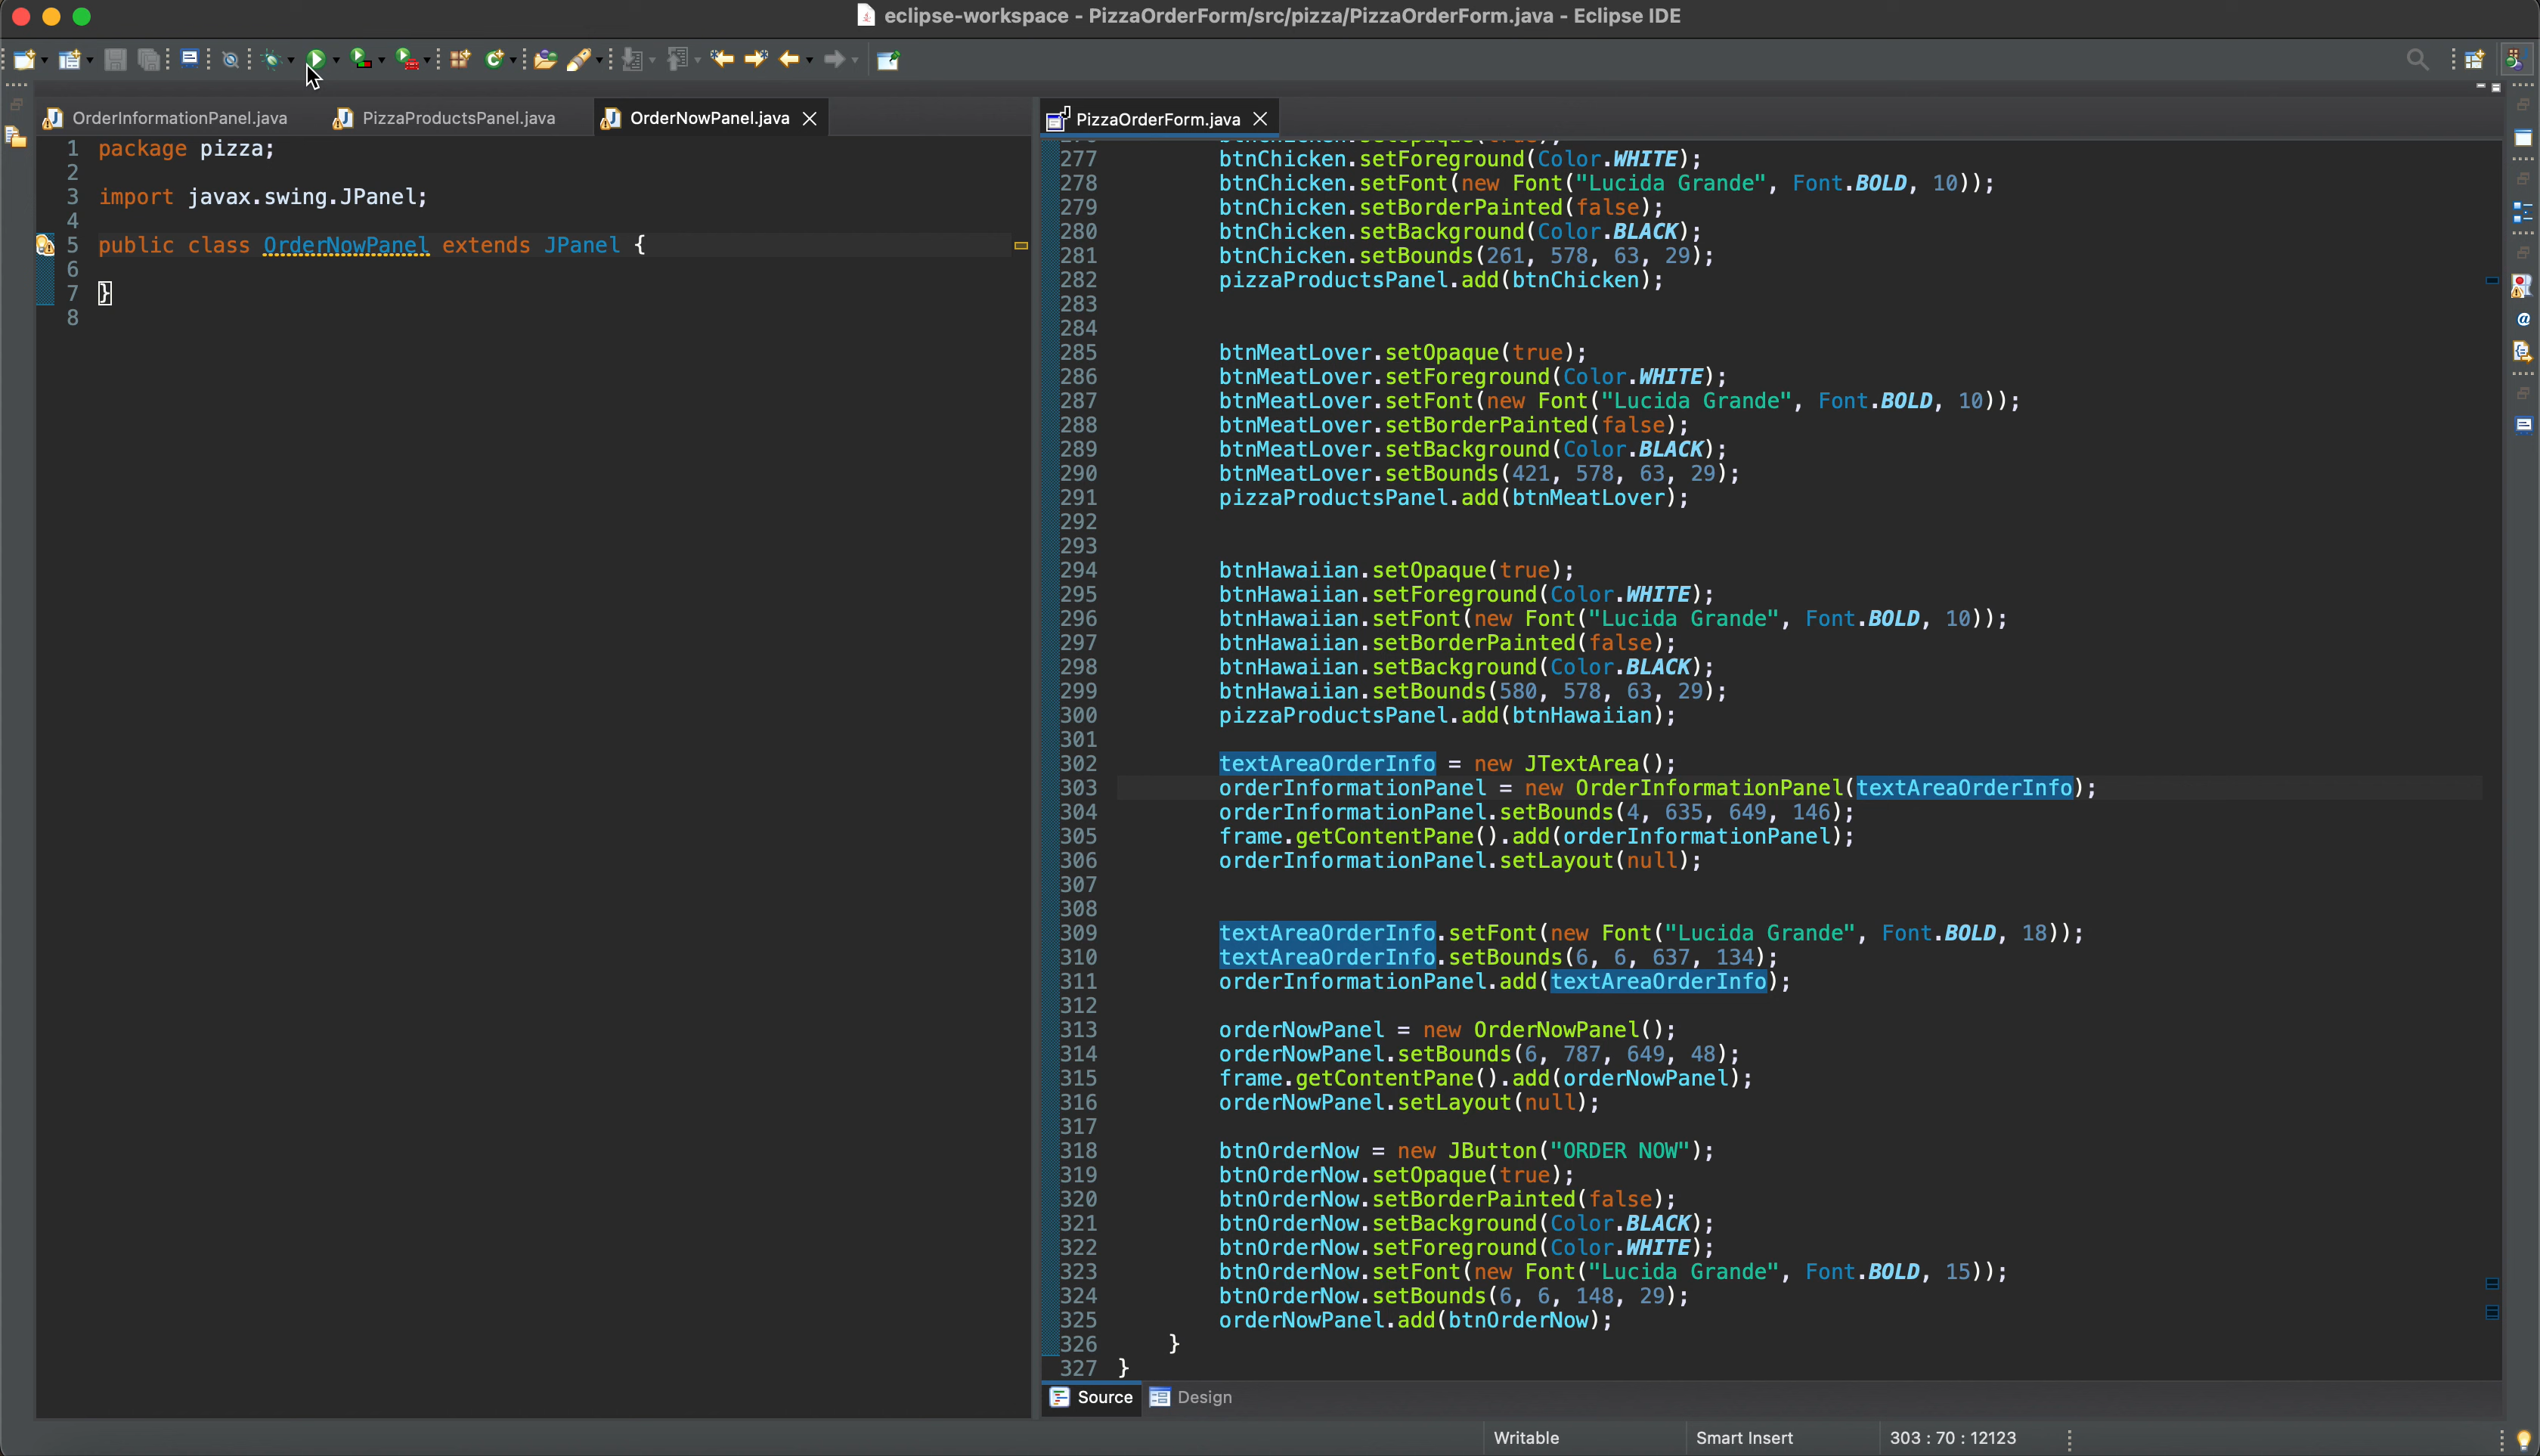 eclipse-workspace - PizzaOrderForm/src/pizza/PizzaOrderForm.java - Eclipse IDE
OrderInformationPanel.java
PizzaProductsPanel.java
OrderNowPanel.java
1 package pizza;
2
3 import javax.swing.JPanel;
4
5 public class OrderNowPanel extends JPanel {
6
7 }
8
PizzaOrderForm.java
277 btnChicken.setForeground(Color.WHITE);
278 btnChicken.setFont(new Font("Lucida Grande", Font.BOLD, 10));
279 btnChicken.setBorderPainted(false);
280 btnChicken.setBackground(Color.BLACK);
281 btnChicken.setBounds(261, 578, 63, 29);
282 pizzaProductsPanel.add(btnChicken);
283
284
285 btnMeatLover.setOpaque(true);
286 btnMeatLover.setForeground(Color.WHITE);
287 btnMeatLover.setFont(new Font("Lucida Grande", Font.BOLD, 10));
288 btnMeatLover.setBorderPainted(false);
289 btnMeatLover.setBackground(Color.BLACK);
290 btnMeatLover.setBounds(421, 578, 63, 29);
291 pizzaProductsPanel.add(btnMeatLover);
292
293
294 btnHawaiian.setOpaque(true);
295 btnHawaiian.setForeground(Color.WHITE);
296 btnHawaiian.setFont(new Font("Lucida Grande", Font.BOLD, 10));
297 btnHawaiian.setBorderPainted(false);
298 btnHawaiian.setBackground(Color.BLACK);
299 btnHawaiian.setBounds(580, 578, 63, 29);
300 pizzaProductsPanel.add(btnHawaiian);
301
302 textAreaOrderInfo = new JTextArea();
303 orderInformationPanel = new OrderInformationPanel(textAreaOrderInfo);
304 orderInformationPanel.setBounds(4, 635, 649, 146);
305 frame.getContentPane().add(orderInformationPanel);
306 orderInformationPanel.setLayout(null);
307
308
309 textAreaOrderInfo.setFont(new Font("Lucida Grande", Font.BOLD, 18));
310 textAreaOrderInfo.setBounds(6, 6, 637, 134);
311 orderInformationPanel.add(textAreaOrderInfo);
312
313 orderNowPanel = new OrderNowPanel();
314 orderNowPanel.setBounds(6, 787, 649, 48);
315 frame.getContentPane().add(orderNowPanel);
316 orderNowPanel.setLayout(null);
317
318 btnOrderNow = new JButton("ORDER NOW");
319 btnOrderNow.setOpaque(true);
320 btnOrderNow.setBorderPainted(false);
321 btnOrderNow.setBackground(Color.BLACK);
322 btnOrderNow.setForeground(Color.WHITE);
323 btnOrderNow.setFont(new Font("Lucida Grande", Font.BOLD, 15));
324 btnOrderNow.setBounds(6, 6, 148, 29);
325 orderNowPanel.add(btnOrderNow);
326 }
327 }
Source Design
Writable Smart Insert 303 : 70 : 12123